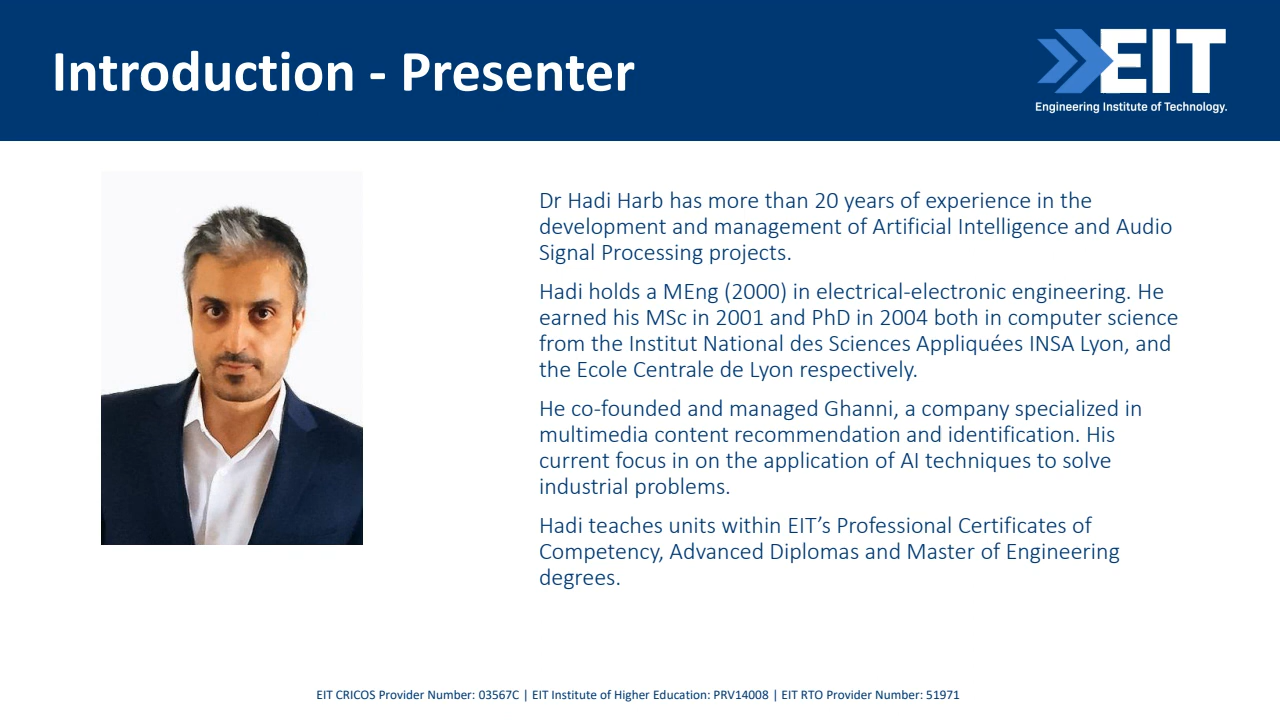 Introduction - Presenter
EIT
Engineering Institute of Technology.
Dr Hadi Harb has more than 20 years of experience in the
development and management of Artificial Intelligence and Audio
Signal Processing projects.
Hadi holds a MEng (2000) in electrical-electronic engineering. He
earned his MSc in 2001 and PhD in 2004 both in computer science
from the Institut National des Sciences Appliquées INSA Lyon, and
the Ecole Centrale de Lyon respectively.
He co-founded and managed Ghanni, a company specialized in
multimedia content recommendation and identification. His
current focus in on the application of AI techniques to solve
industrial problems.
Hadi teaches units within EIT’s Professional Certificates of
Competency, Advanced Diplomas and Master of Engineering
degrees.
EIT CRICOS Provider Number: 03567C | EIT Institute of Higher Education: PRV14008 | EIT RTO Provider Number: 51971